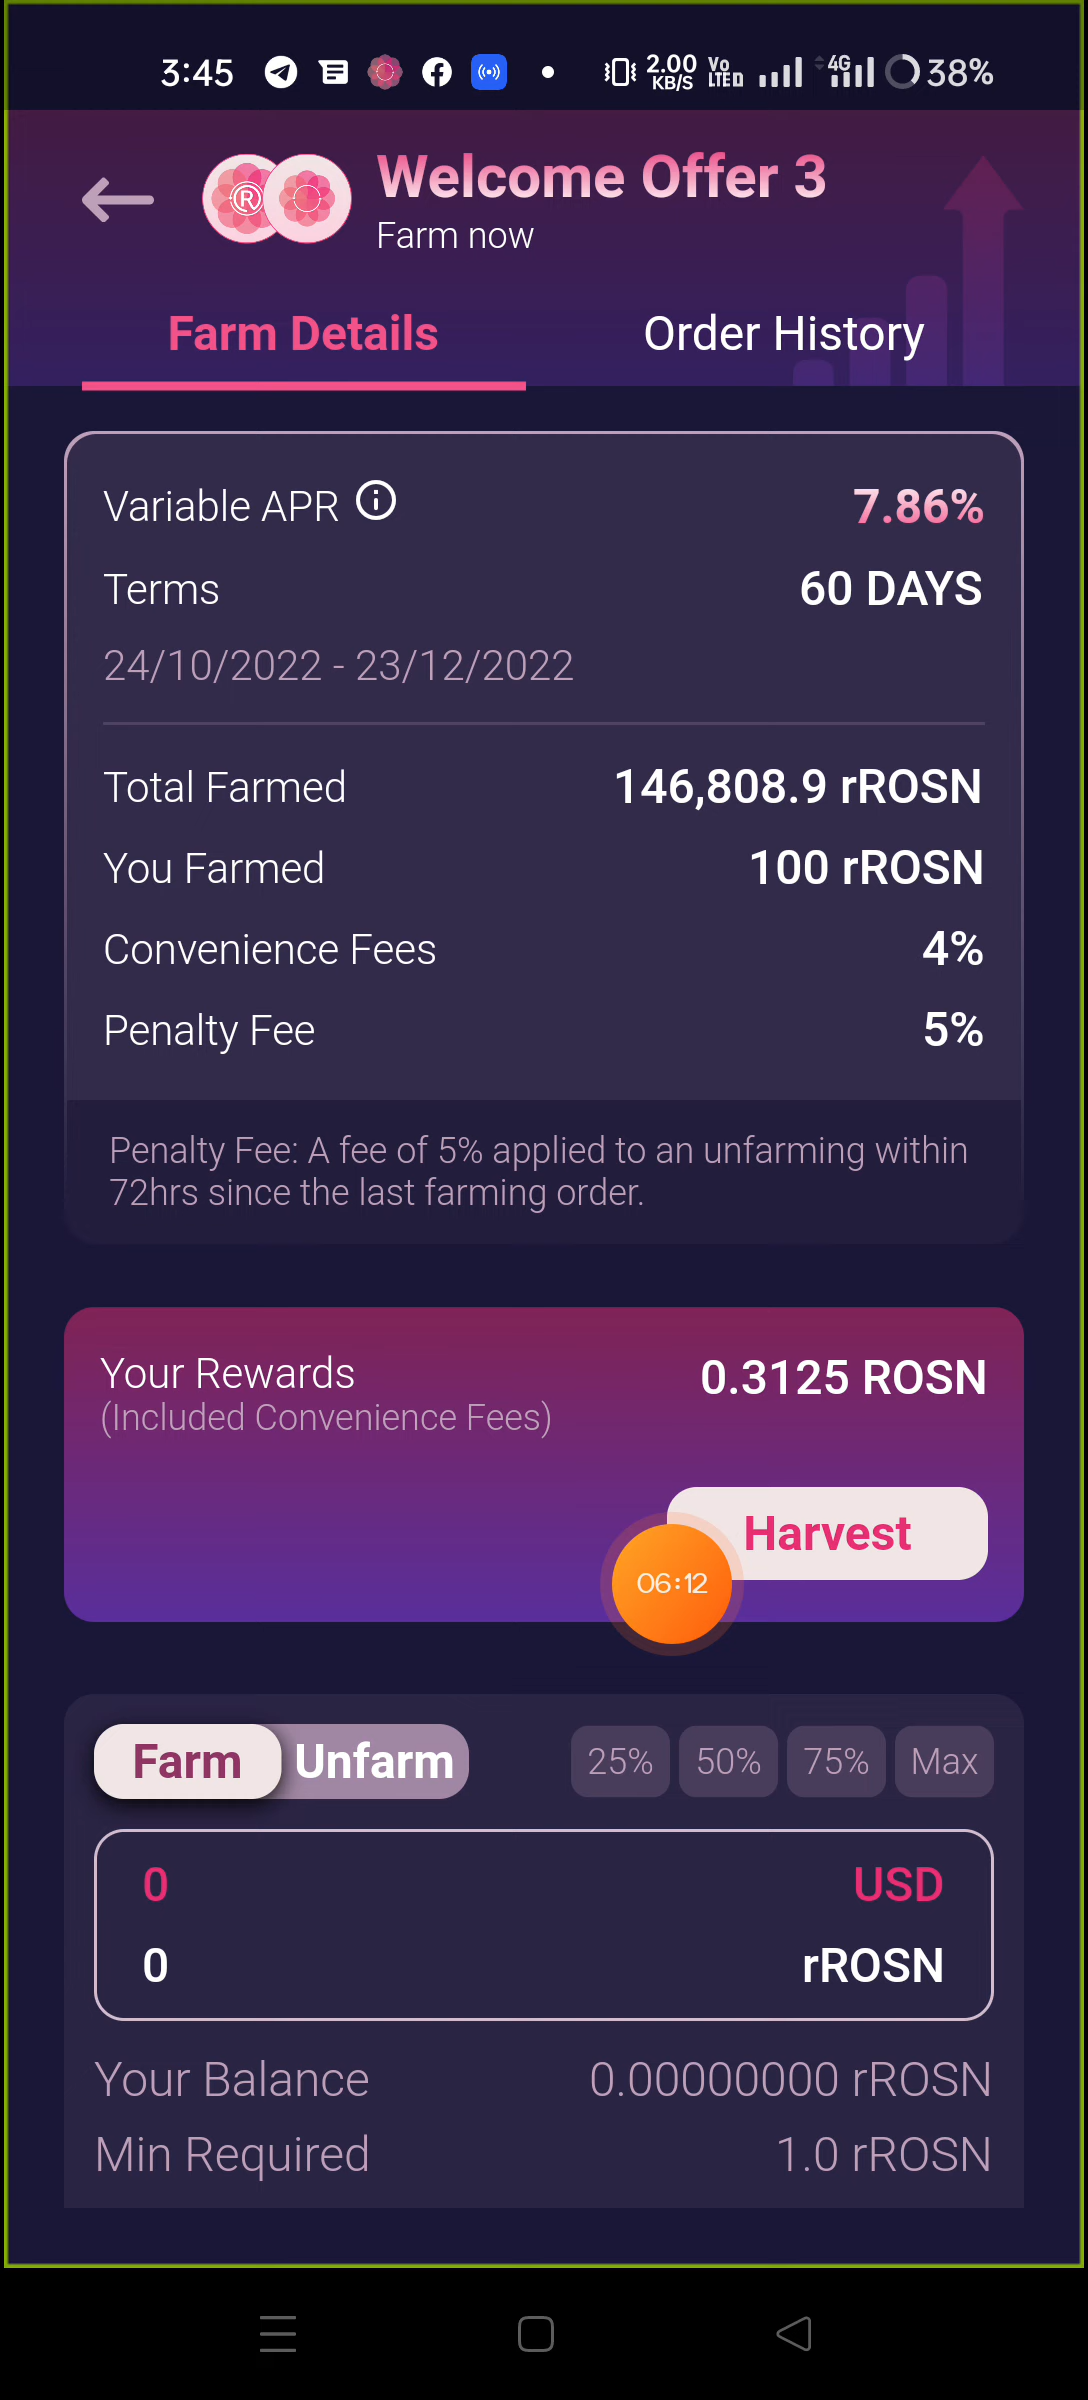 3:45
2.00 KB/S
Vo LTE
4G
38%
Welcome Offer 3
Farm now
Farm Details
Order History
Variable APR
7.86%
Terms
60 DAYS
24/10/2022 - 23/12/2022
Total Farmed
146,808.9 rROSN
You Farmed
100 rROSN
Convenience Fees
4%
Penalty Fee
5%
Penalty Fee: A fee of 5% applied to an unfarming within
72hrs since the last farming order.
Your Rewards
0.3125 ROSN
(Included Convenience Fees)
Harvest
06:12
Farm
Unfarm
25%
50%
75%
Max
0
USD
0
rROSN
Your Balance
0.00000000 rROSN
Min Required
1.0 rROSN